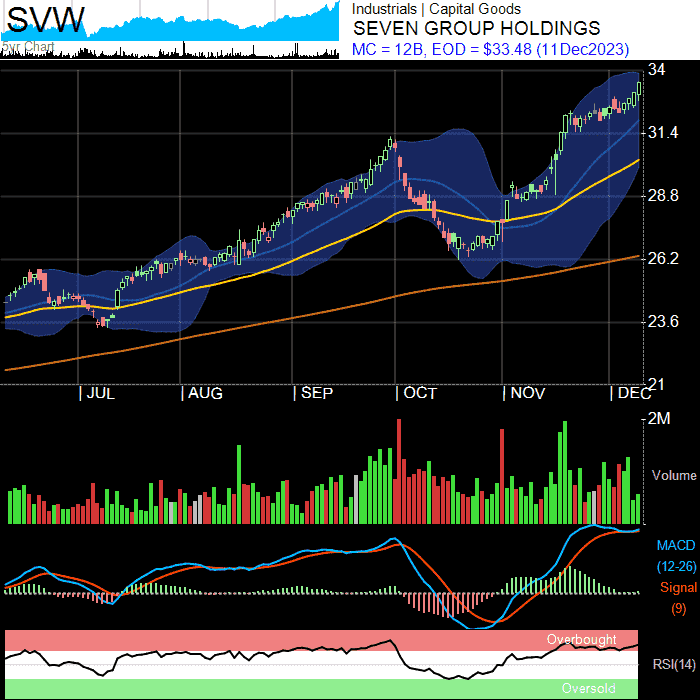 SVW
5yr Chart
Industrials | Capital Goods
SEVEN GROUP HOLDINGS
MC = 12B, EOD = $33.48 (11Dec2023)
34
31.4
28.8
26.2
23.6
21
| JUL | AUG | SEP | OCT | NOV | DEC
2M
Volume
MACD
(12-26)
Signal
(9)
Overbought
RSI(14)
Oversold